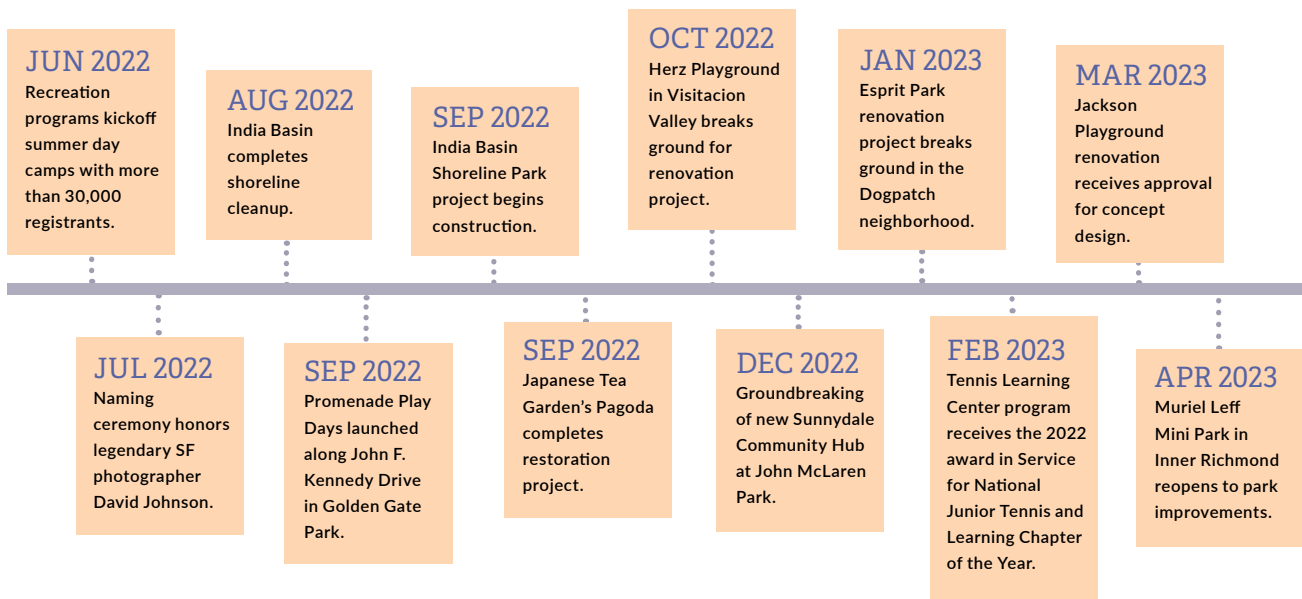 JUN 2022
Recreation
programs kickoff
summer day
camps with more
than 30,000
registrants.
JUL 2022
Naming
ceremony honors
legendary SF
photographer
David Johnson.
AUG 2022
India Basin
completes
shoreline
cleanup.
SEP 2022
Promenade Play
Days launched
along John F.
Kennedy Drive
in Golden Gate
Park.
SEP 2022
India Basin
Shoreline Park
project begins
construction.
SEP 2022
Japanese Tea
Garden’s Pagoda
completes
restoration
project.
OCT 2022
Herz Playground
in Visitacion
Valley breaks
ground for
renovation
project.
DEC 2022
Groundbreaking
of new Sunnydale
Community Hub
at John McLaren
Park.
JAN 2023
Esprit Park
renovation
project breaks
ground in the
Dogpatch
neighborhood.
FEB 2023
Tennis Learning
Center program
receives the 2022
award in Service
for National
Junior Tennis and
Learning Chapter
of the Year.
MAR 2023
Jackson
Playground
renovation
receives approval
for concept
design.
APR 2023
Muriel Leff
Mini Park in
Inner Richmond
reopens to park
improvements.